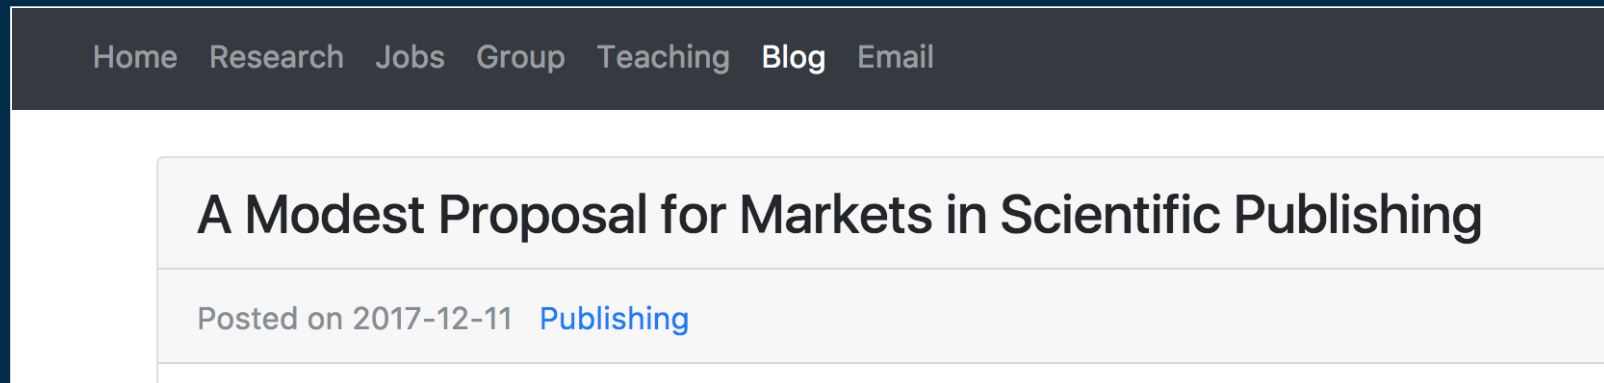 Home Research Jobs Group Teaching Blog Email
A Modest Proposal for Markets in Scientific Publishing
Posted on 2017-12-11 Publishing